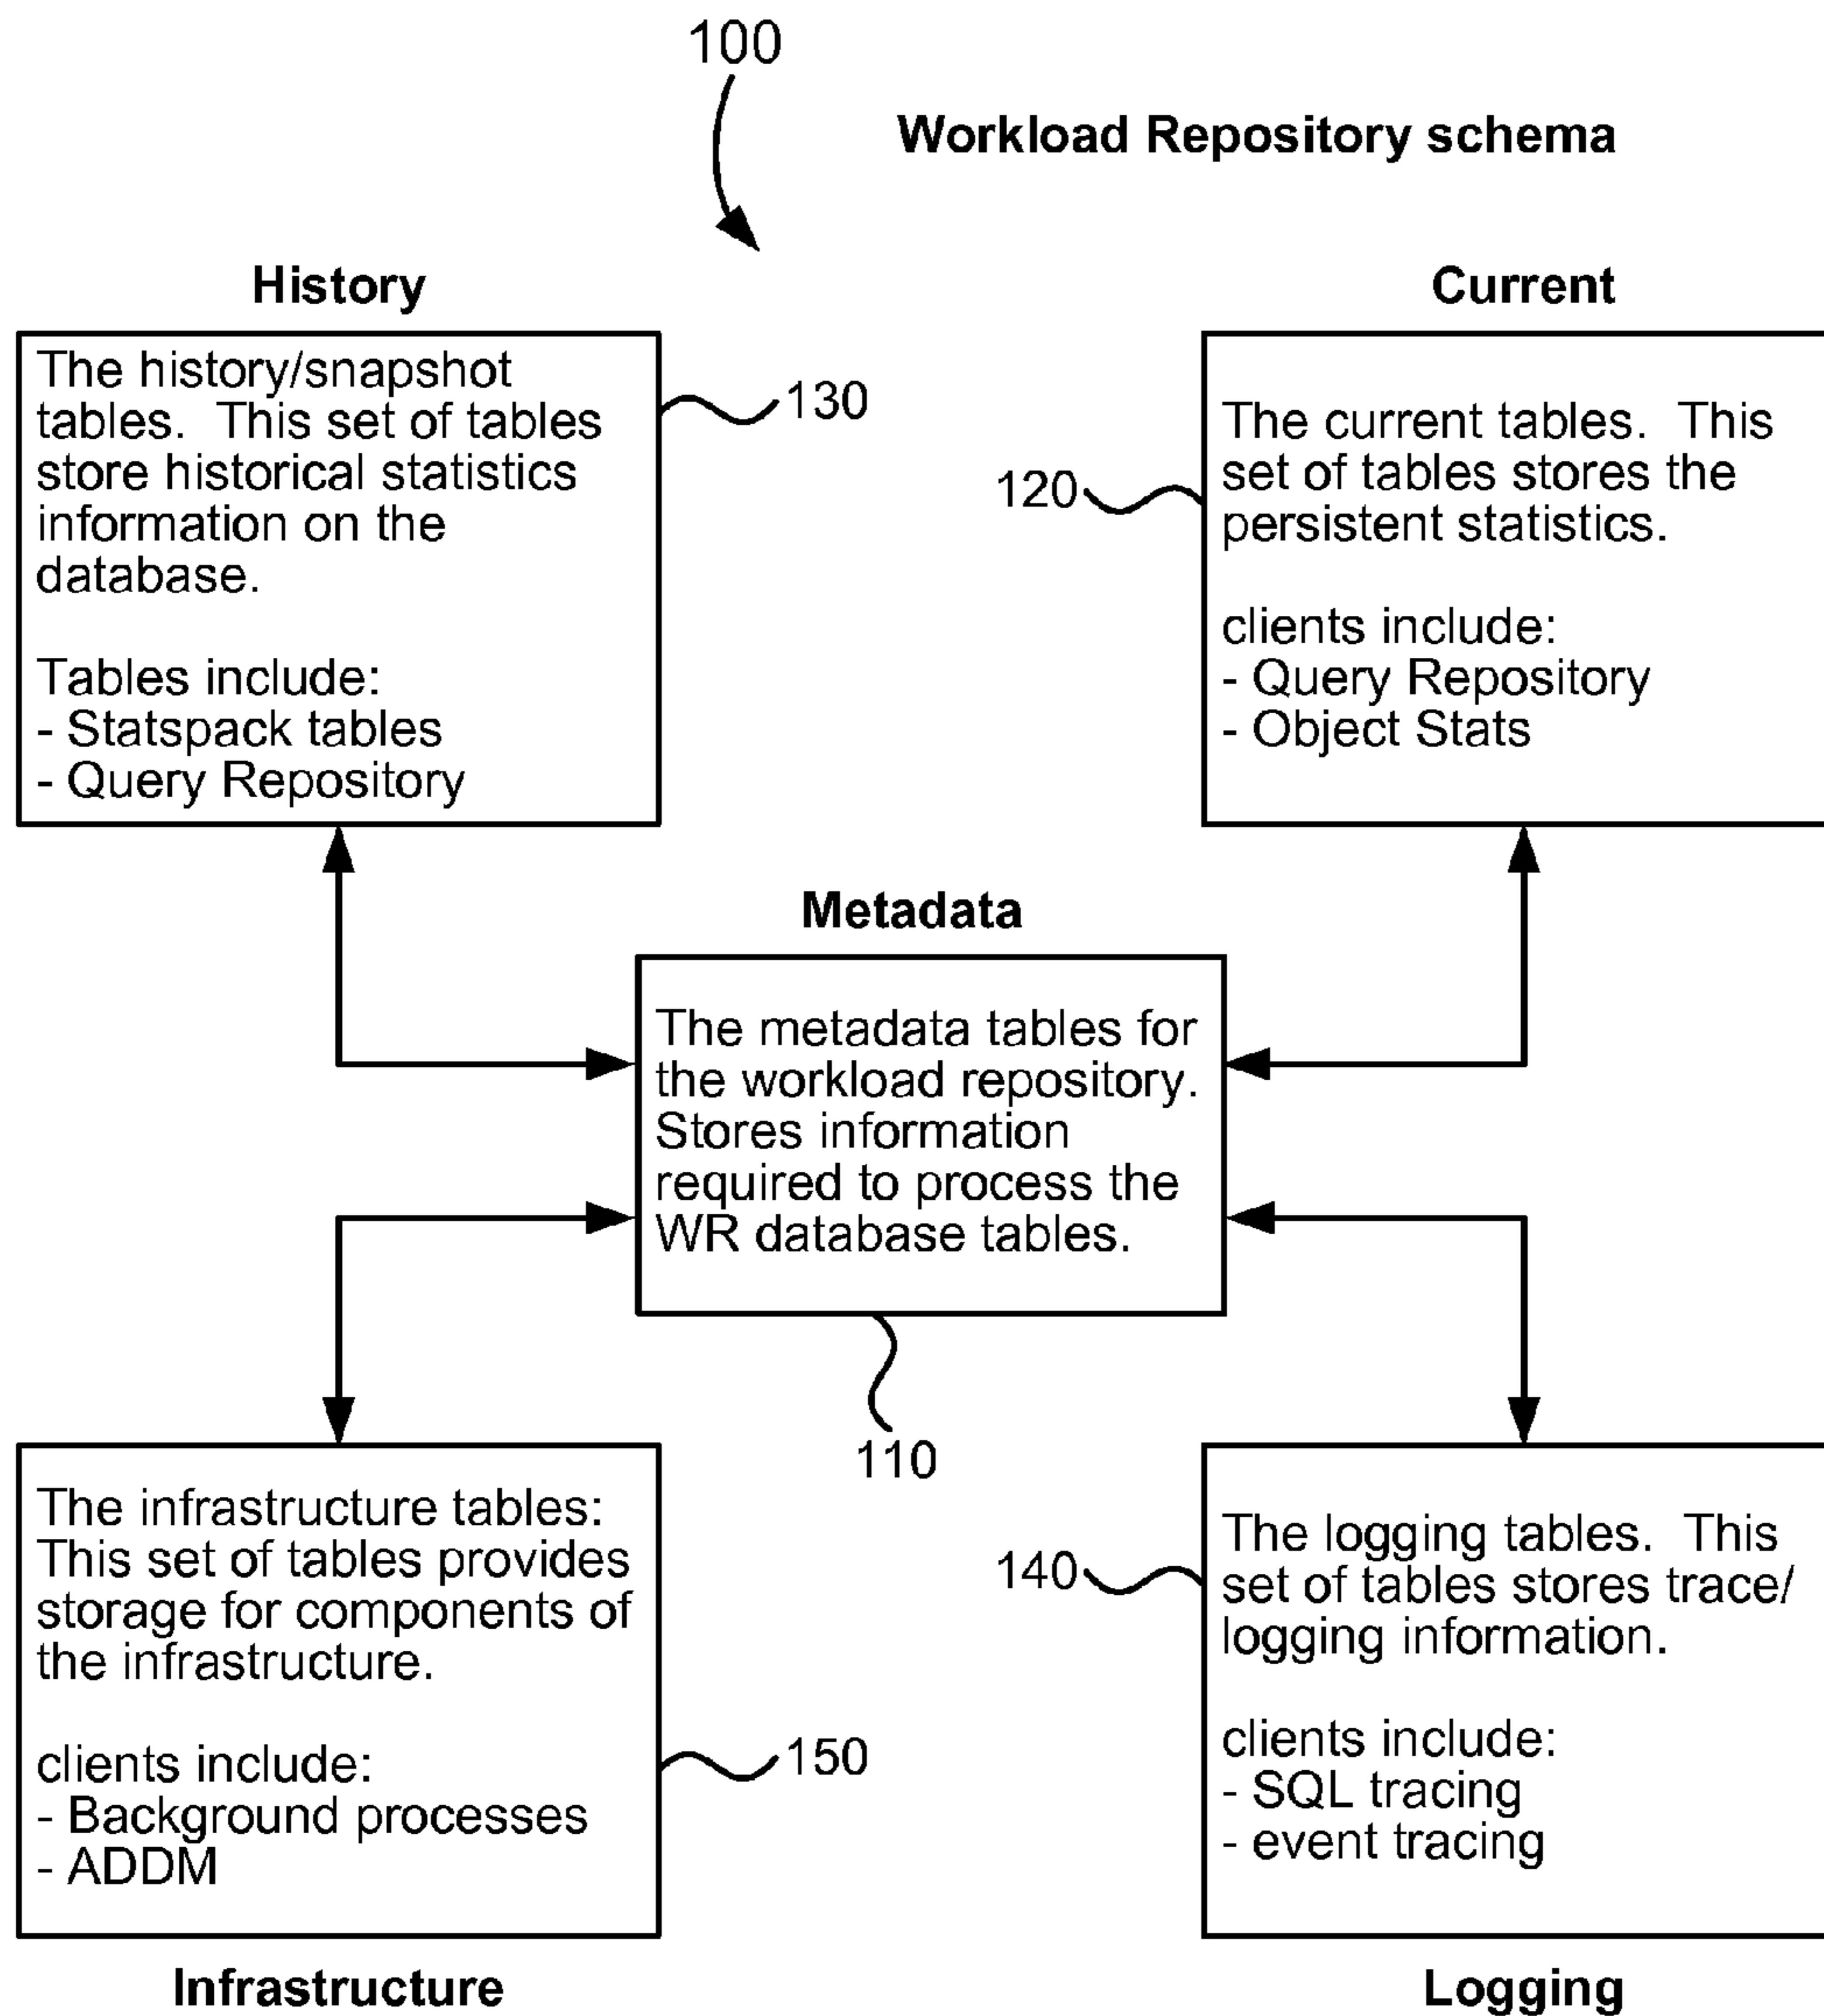 100
Workload Repository schema
History
The history/snapshot
tables.  This set of tables
store historical statistics
information on the
database.
Tables include:
- Statspack tables
- Query Repository
130
Current
The current tables.  This
set of tables stores the
persistent statistics.
clients include:
- Query Repository
- Object Stats
120
Metadata
The metadata tables for
the workload repository.
Stores information
required to process the
WR database tables.
110
The infrastructure tables:
This set of tables provides
storage for components of
the infrastructure.
clients include:
- Background processes
- ADDM
150
Infrastructure
The logging tables.  This
set of tables stores trace/
logging information.
clients include:
- SQL tracing
- event tracing
140
Logging